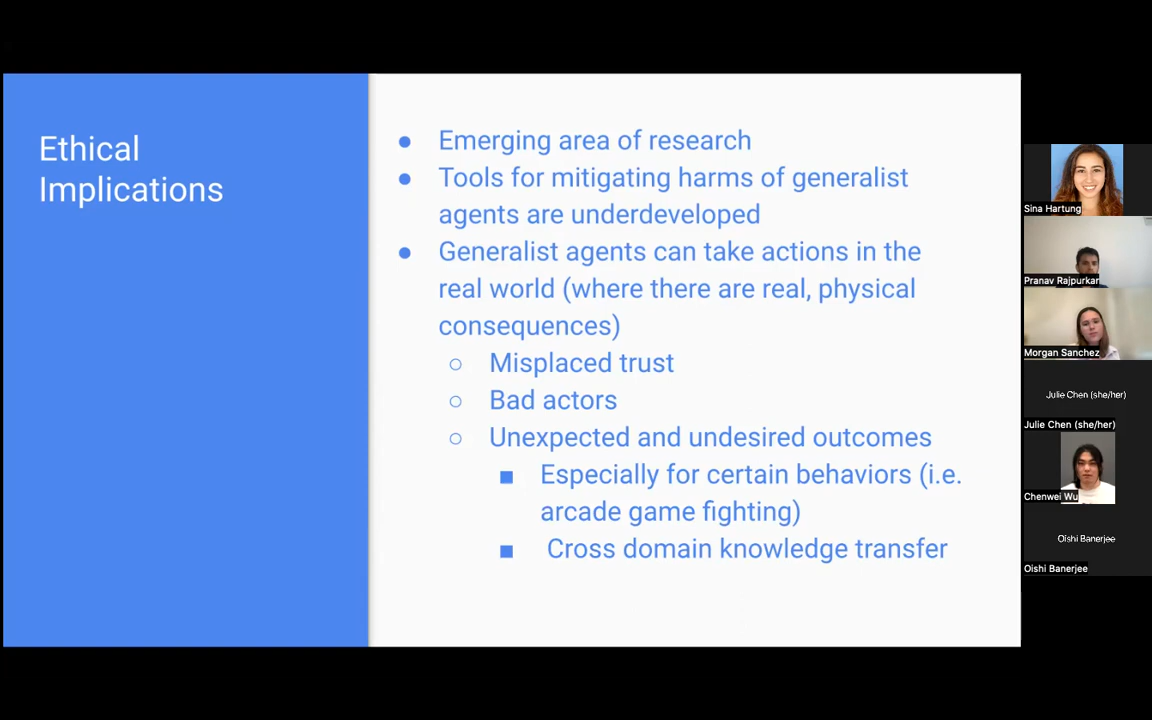 Ethical
Implications
● Emerging area of research
● Tools for mitigating harms of generalist
agents are underdeveloped
● Generalist agents can take actions in the
real world (where there are real, physical
consequences)
○ Misplaced trust
○ Bad actors
○ Unexpected and undesired outcomes
■ Especially for certain behaviors (i.e.
arcade game fighting)
■ Cross domain knowledge transfer
Sina Hartung
Pranav Rajpurkar
Morgan Sanchez
Julie Chen (she/her)
Julie Chen (she/her)
Chenwei Wu
Oishi Banerjee
Oishi Banerjee